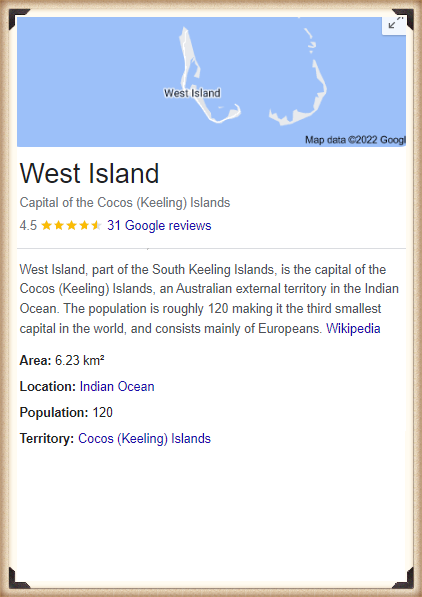 West Island
Map data ©2022 Googl
West Island
Capital of the Cocos (Keeling) Islands
4.5 31 Google reviews
West Island, part of the South Keeling Islands, is the capital of the
Cocos (Keeling) Islands, an Australian external territory in the Indian
Ocean. The population is roughly 120 making it the third smallest
capital in the world, and consists mainly of Europeans. Wikipedia
Area: 6.23 km²
Location: Indian Ocean
Population: 120
Territory: Cocos (Keeling) Islands